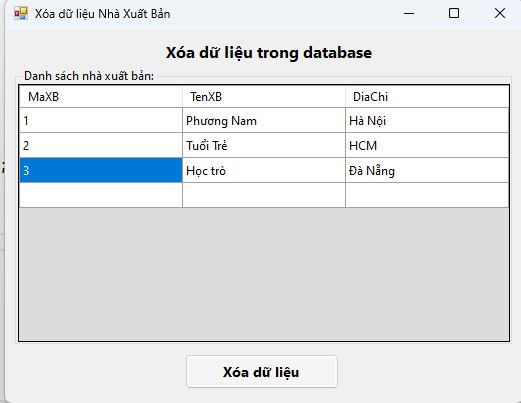 Xóa dữ liệu Nhà Xuất Bản
Xóa dữ liệu trong database
Danh sách nhà xuất bản:
MaXB TenXB DiaChi
1 Phương Nam Hà Nội
2 Tuổi Trẻ HCM
3 Học trò Đà Nẵng
Xóa dữ liệu